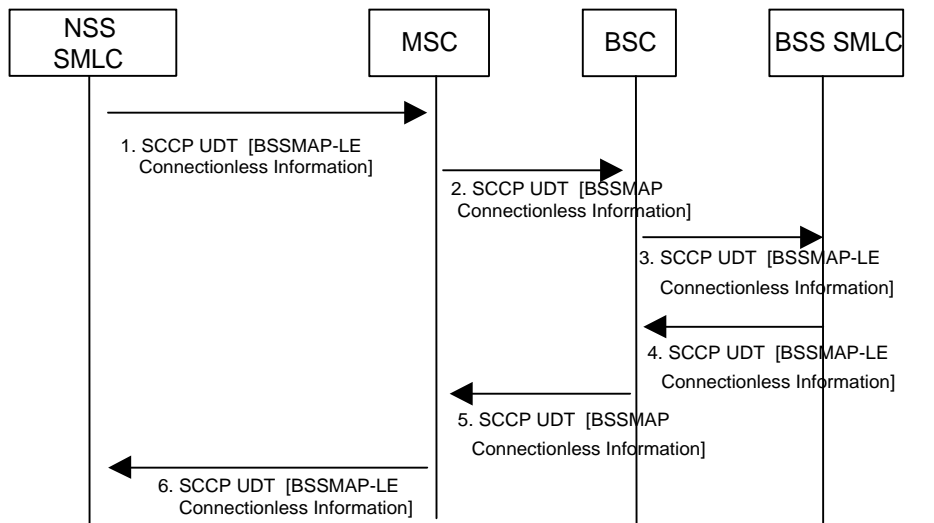 NSS
SMLC
MSC
BSC
BSS SMLC
1. SCCP UDT [BSSMAP-LE
Connectionless Information]
2. SCCP UDT [BSSMAP
Connectionless Information]
3. SCCP UDT [BSSMAP-LE
Connectionless Information]
4. SCCP UDT [BSSMAP-LE
Connectionless Information]
5. SCCP UDT [BSSMAP
Connectionless Information]
6. SCCP UDT [BSSMAP-LE
Connectionless Information]